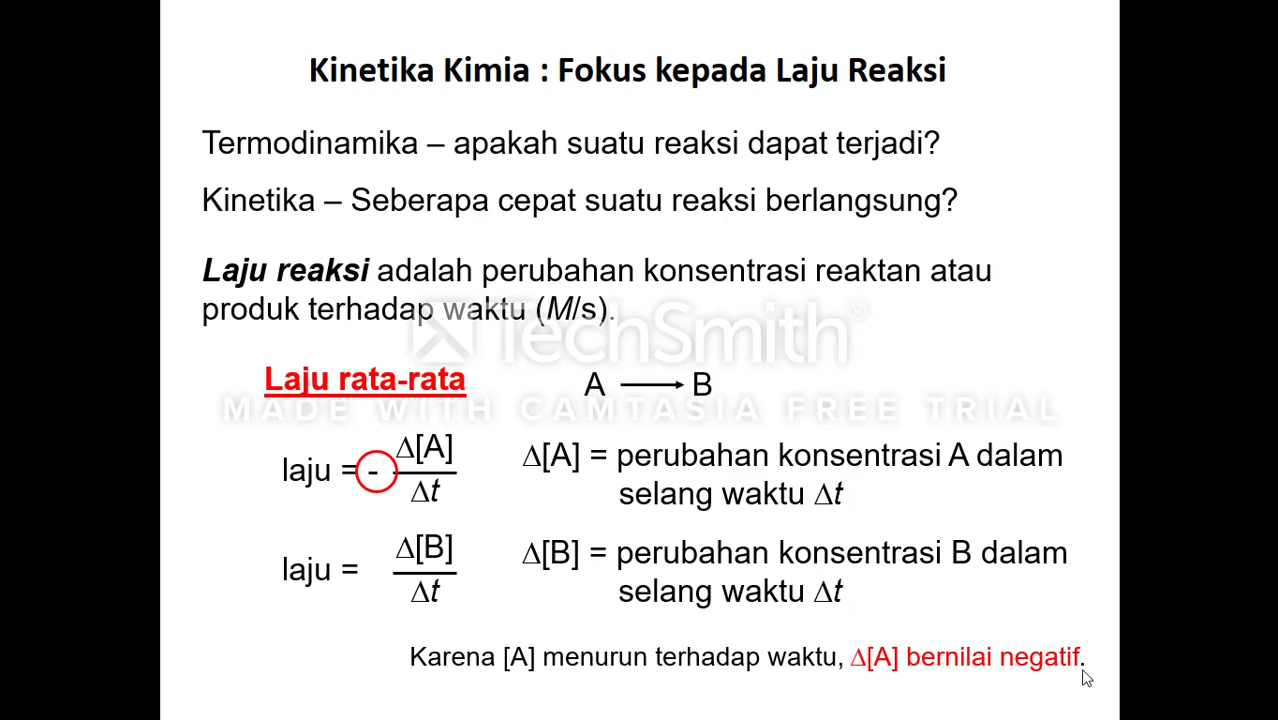 Kinetika Kimia : Fokus kepada Laju Reaksi
Termodinamika – apakah suatu reaksi dapat terjadi?
Kinetika – Seberapa cepat suatu reaksi berlangsung?
Laju reaksi adalah perubahan konsentrasi reaktan atau
produk terhadap waktu (M/s).
TechSmith®
Laju rata-rata
A ⟶ B
MADE WITH CAMTASIA FREE TRIAL
laju = - Δ[A]/Δt
Δ[A] = perubahan konsentrasi A dalam
selang waktu Δt
laju = Δ[B]/Δt
Δ[B] = perubahan konsentrasi B dalam
selang waktu Δt
Karena [A] menurun terhadap waktu, Δ[A] bernilai negatif.